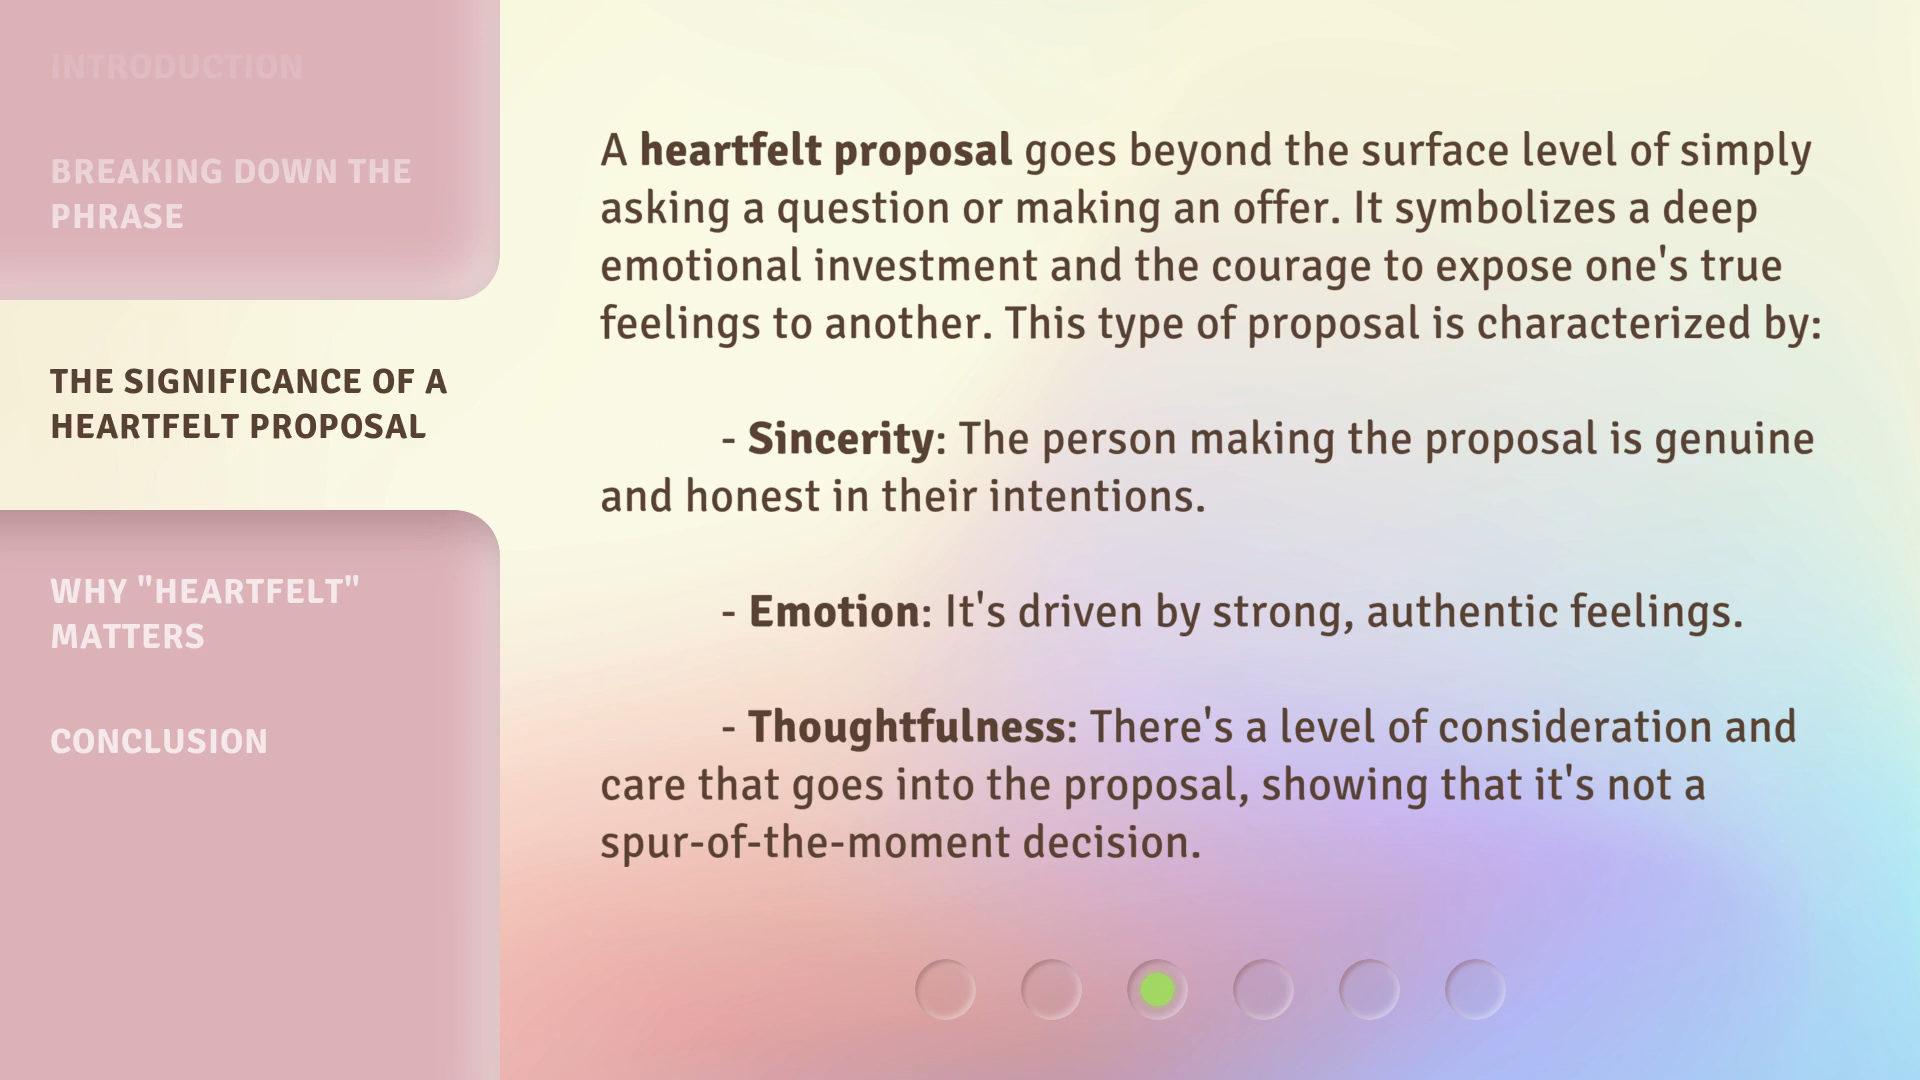 INTRODUCTION
BREAKING DOWN THE
PHRASE
THE SIGNIFICANCE OF A
HEARTFELT PROPOSAL
WHY "HEARTFELT"
MATTERS
CONCLUSION
A heartfelt proposal goes beyond the surface level of simply
asking a question or making an offer. It symbolizes a deep
emotional investment and the courage to expose one's true
feelings to another. This type of proposal is characterized by:
- Sincerity: The person making the proposal is genuine
and honest in their intentions.
- Emotion: It's driven by strong, authentic feelings.
- Thoughtfulness: There's a level of consideration and
care that goes into the proposal, showing that it's not a
spur-of-the-moment decision.